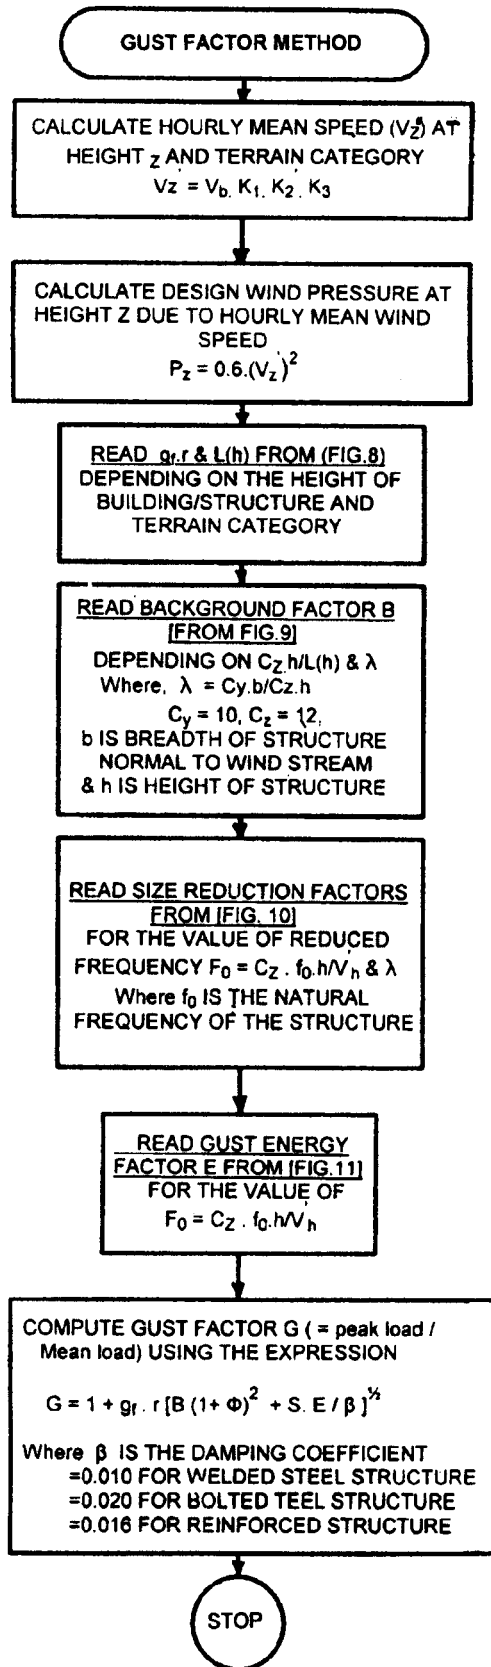 GUST FACTOR METHOD
CALCULATE HOURLY MEAN SPEED (Vz') AT
HEIGHT z AND TERRAIN CATEGORY
Vz' = Vb. K1. K2'. K3
CALCULATE DESIGN WIND PRESSURE AT
HEIGHT Z DUE TO HOURLY MEAN WIND
SPEED
Pz = 0.6.(Vz')²
READ gf.r & L(h) FROM (FIG.8)
DEPENDING ON THE HEIGHT OF
BUILDING/STRUCTURE AND
TERRAIN CATEGORY
READ BACKGROUND FACTOR B
[FROM FIG.9]
DEPENDING ON Cz.h/L(h) & λ
Where, λ = Cy.b/Cz.h
Cy = 10, Cz = 12,
b IS BREADTH OF STRUCTURE
NORMAL TO WIND STREAM
& h IS HEIGHT OF STRUCTURE
READ SIZE REDUCTION FACTORS
FROM [FIG. 10]
FOR THE VALUE OF REDUCED
FREQUENCY F0 = Cz . f0.h/V'h & λ
Where f0 IS THE NATURAL
FREQUENCY OF THE STRUCTURE
READ GUST ENERGY
FACTOR E FROM [FIG.11]
FOR THE VALUE OF
F0 = Cz . f0.h/V'h
COMPUTE GUST FACTOR G ( = peak load /
Mean load) USING THE EXPRESSION
G = 1 + gf . r [B (1+ Φ)² + S. E / β ]^½
Where β IS THE DAMPING COEFFICIENT
=0.010 FOR WELDED STEEL STRUCTURE
=0.020 FOR BOLTED TEEL STRUCTURE
=0.016 FOR REINFORCED STRUCTURE
STOP